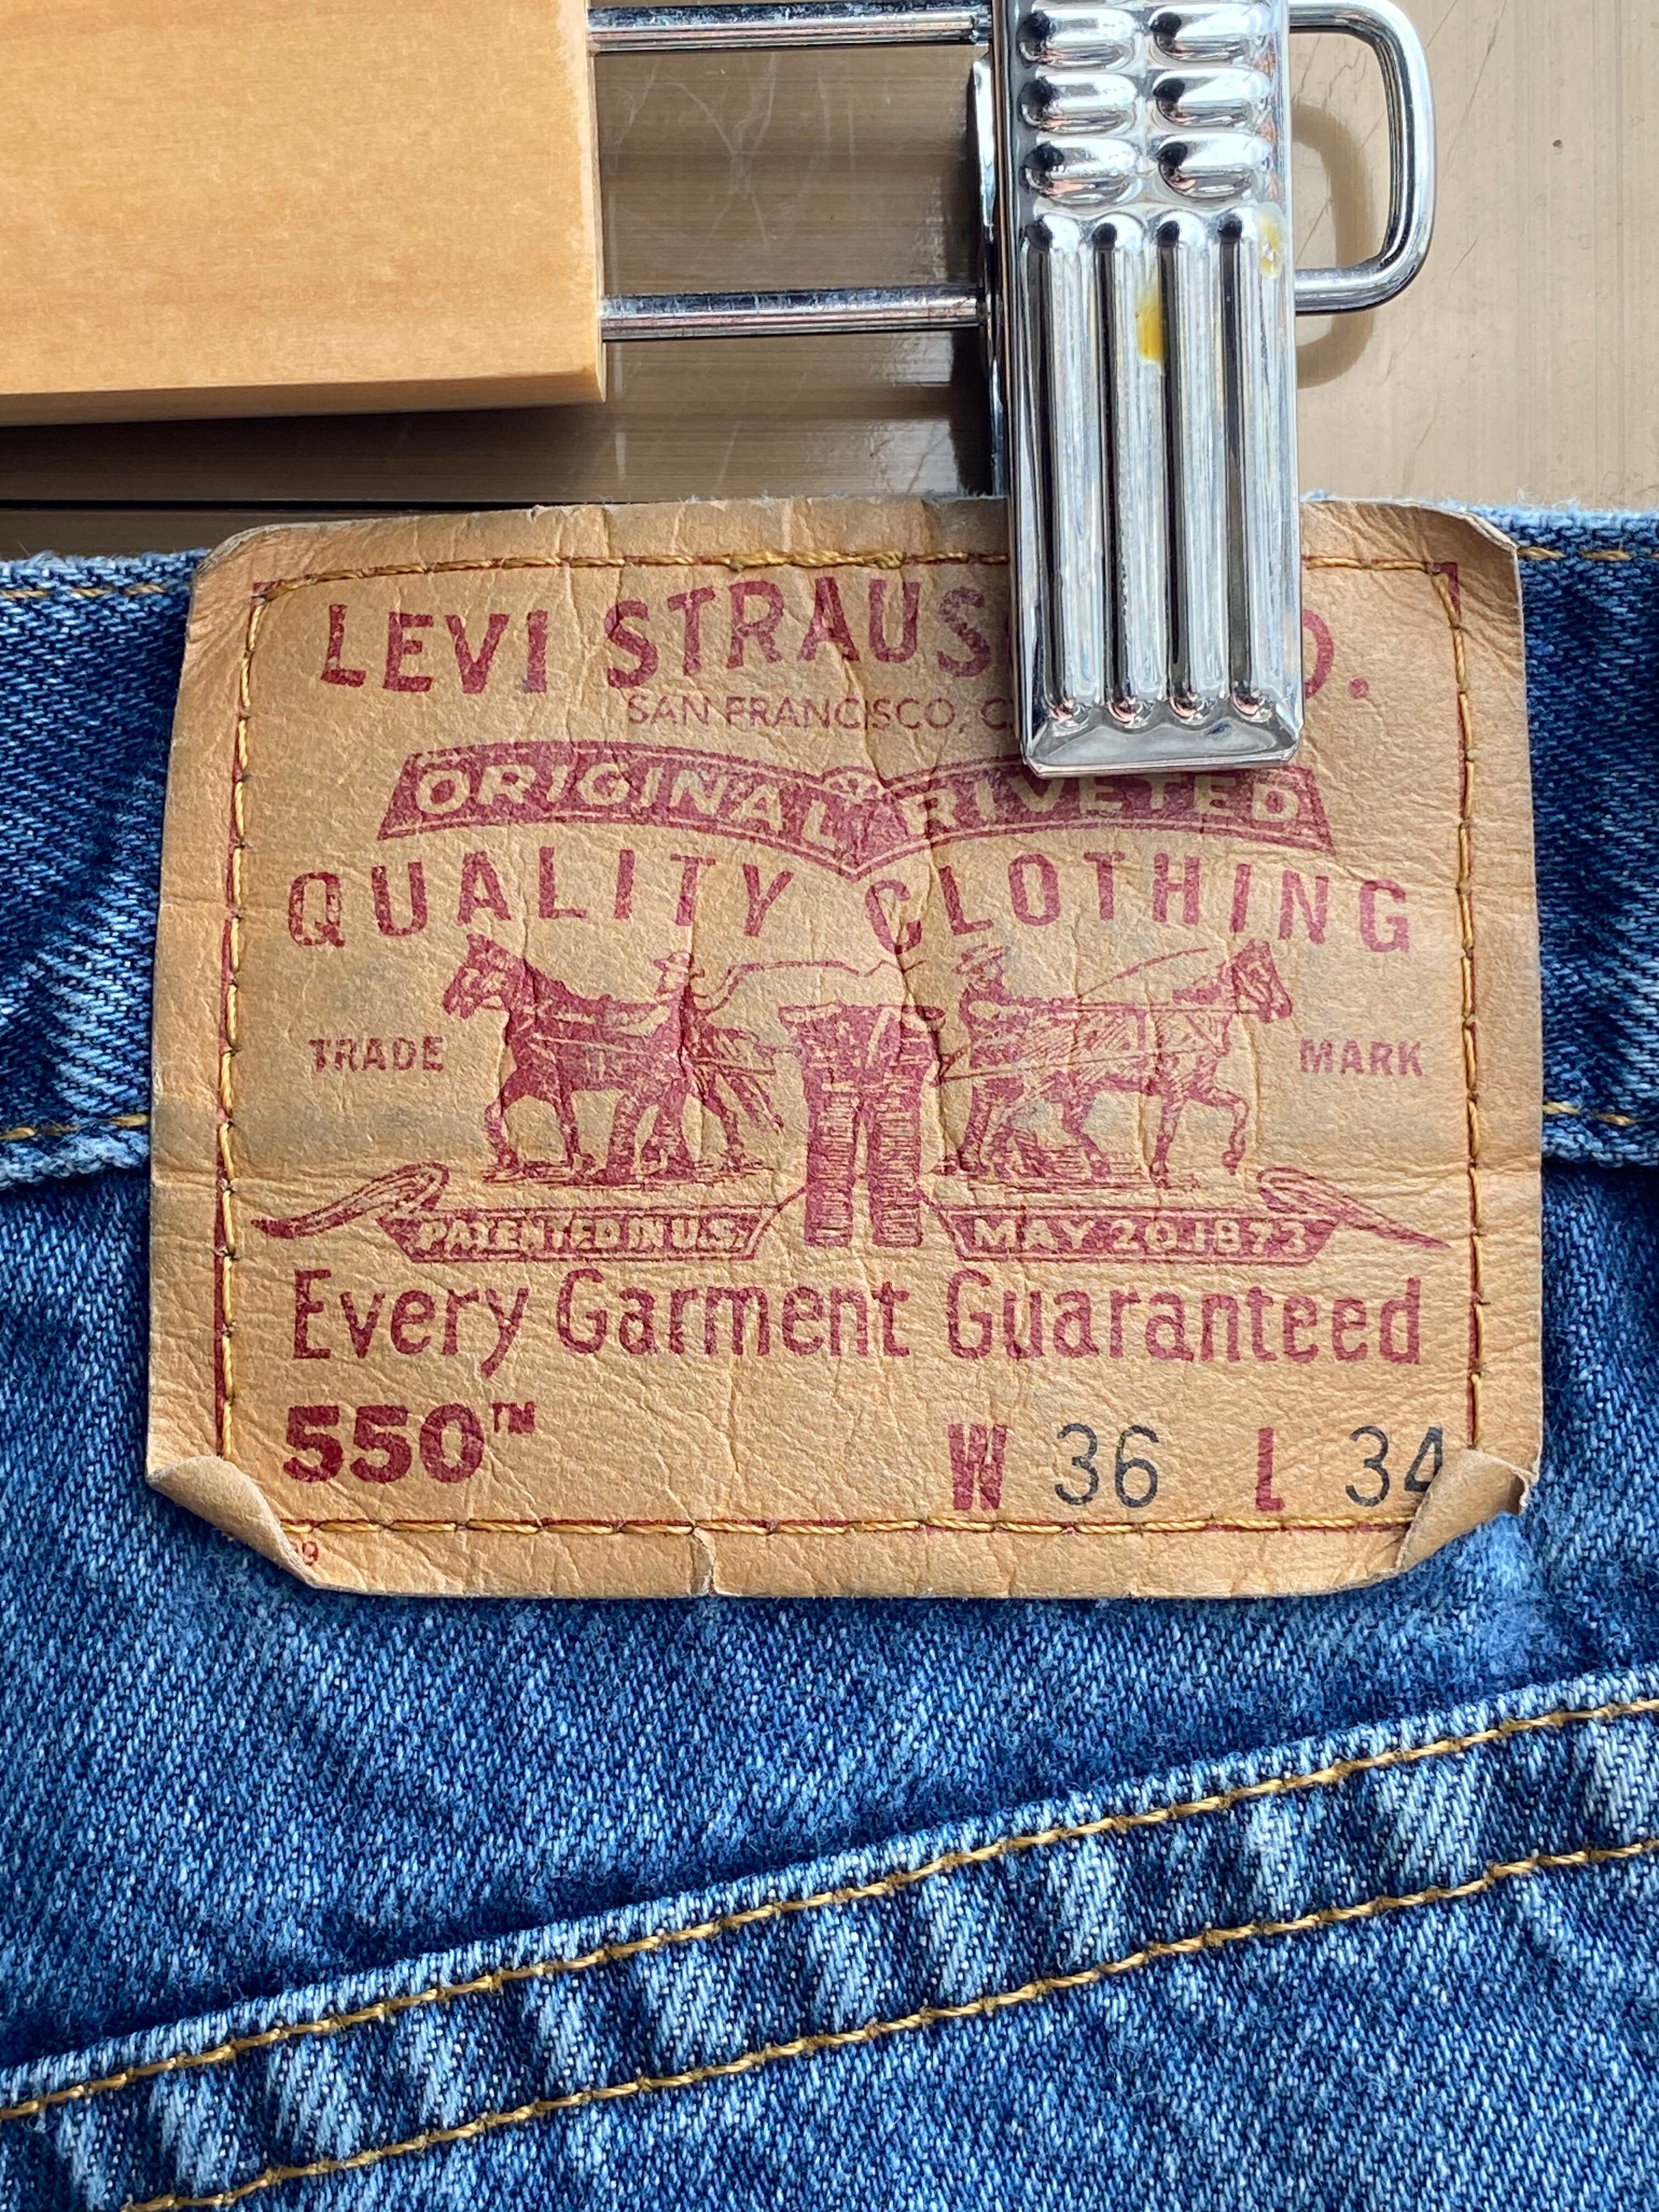 LEVI STRAUS
SAN FRANCISCO, C
ORIGINAL RIVETED
QUALITY CLOTHING
TRADE MARK
PATENTED IN U.S. MAY 20 1873
Every Garment Guaranteed
550™ W 36 L 34